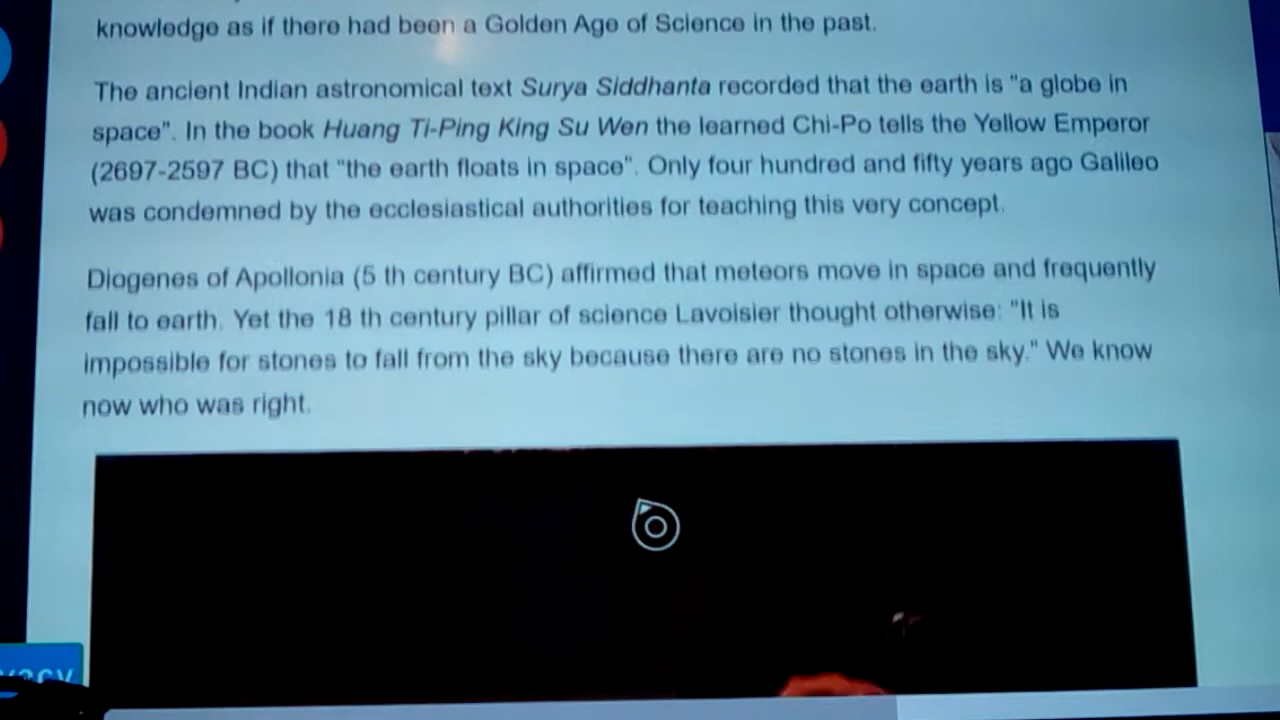 knowledge as if there had been a Golden Age of Science in the past.
The ancient Indian astronomical text Surya Siddhanta recorded that the earth is "a globe in
space". In the book Huang Ti-Ping King Su Wen the learned Chi-Po tells the Yellow Emperor
(2697-2597 BC) that "the earth floats in space". Only four hundred and fifty years ago Galileo
was condemned by the ecclesiastical authorities for teaching this very concept.
Diogenes of Apollonia (5 th century BC) affirmed that meteors move in space and frequently
fall to earth. Yet the 18 th century pillar of science Lavoisier thought otherwise: "It is
impossible for stones to fall from the sky because there are no stones in the sky." We know
now who was right.